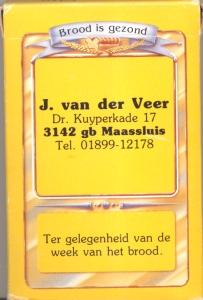 Brood is gezond
J. van der Veer
Dr. Kuyperkade 17
3142 gb Maassluis
Tel. 01899-12178
Ter gelegenheid van de
week van het brood.